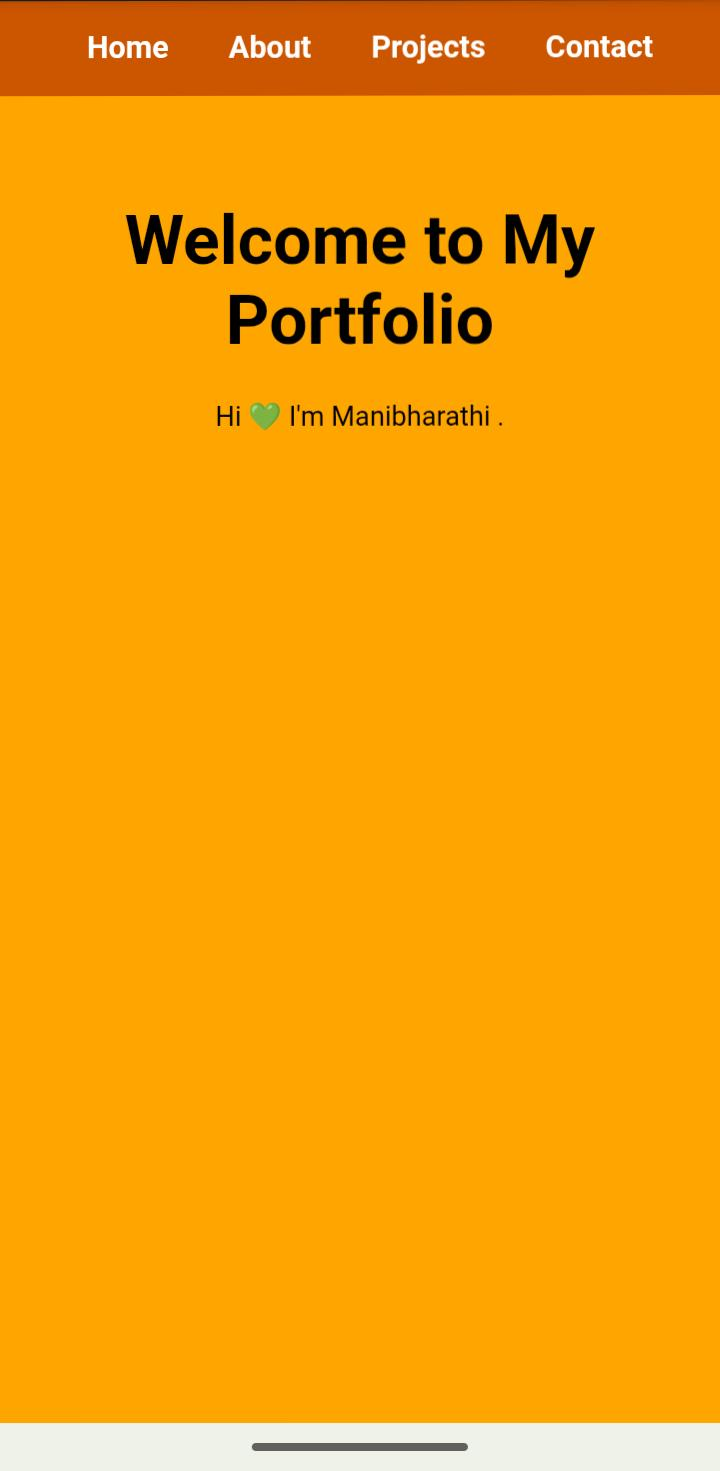 Home About Projects Contact
Welcome to My
Portfolio
Hi 💚 I'm Manibharathi .